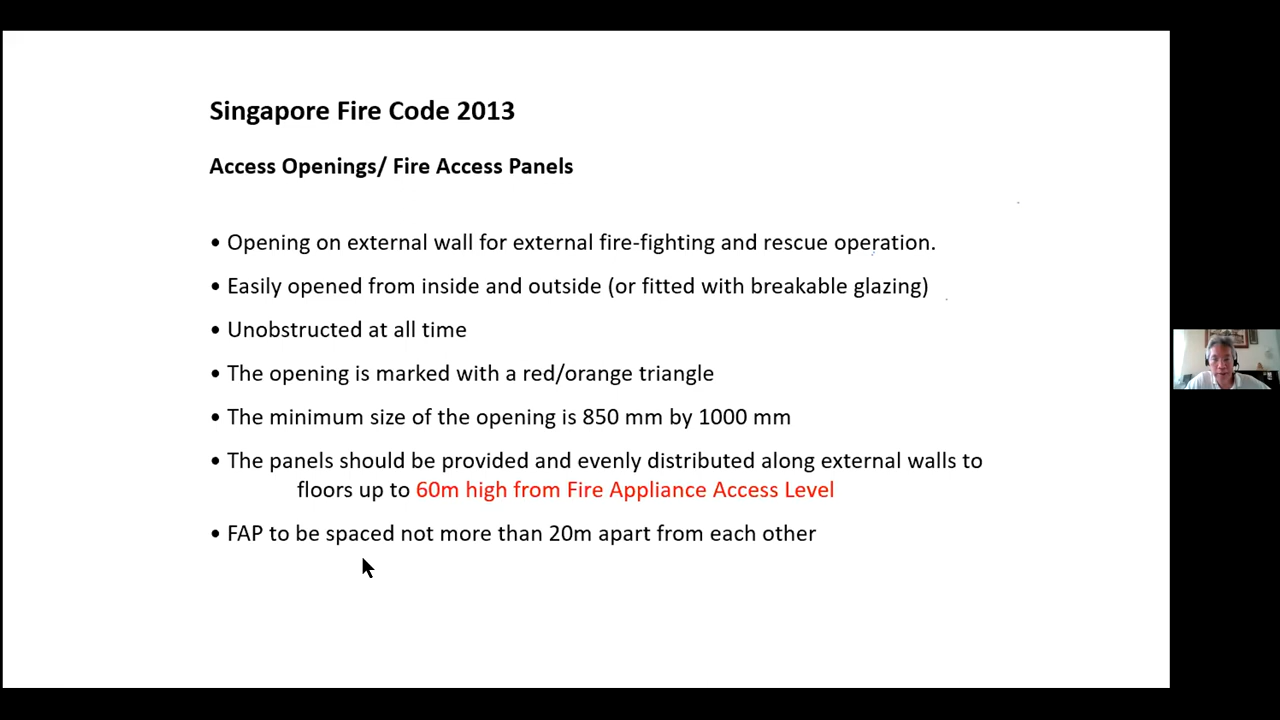 Singapore Fire Code 2013
Access Openings/ Fire Access Panels
• Opening on external wall for external fire-fighting and rescue operation.
• Easily opened from inside and outside (or fitted with breakable glazing)
• Unobstructed at all time
• The opening is marked with a red/orange triangle
• The minimum size of the opening is 850 mm by 1000 mm
• The panels should be provided and evenly distributed along external walls to
floors up to 60m high from Fire Appliance Access Level
• FAP to be spaced not more than 20m apart from each other